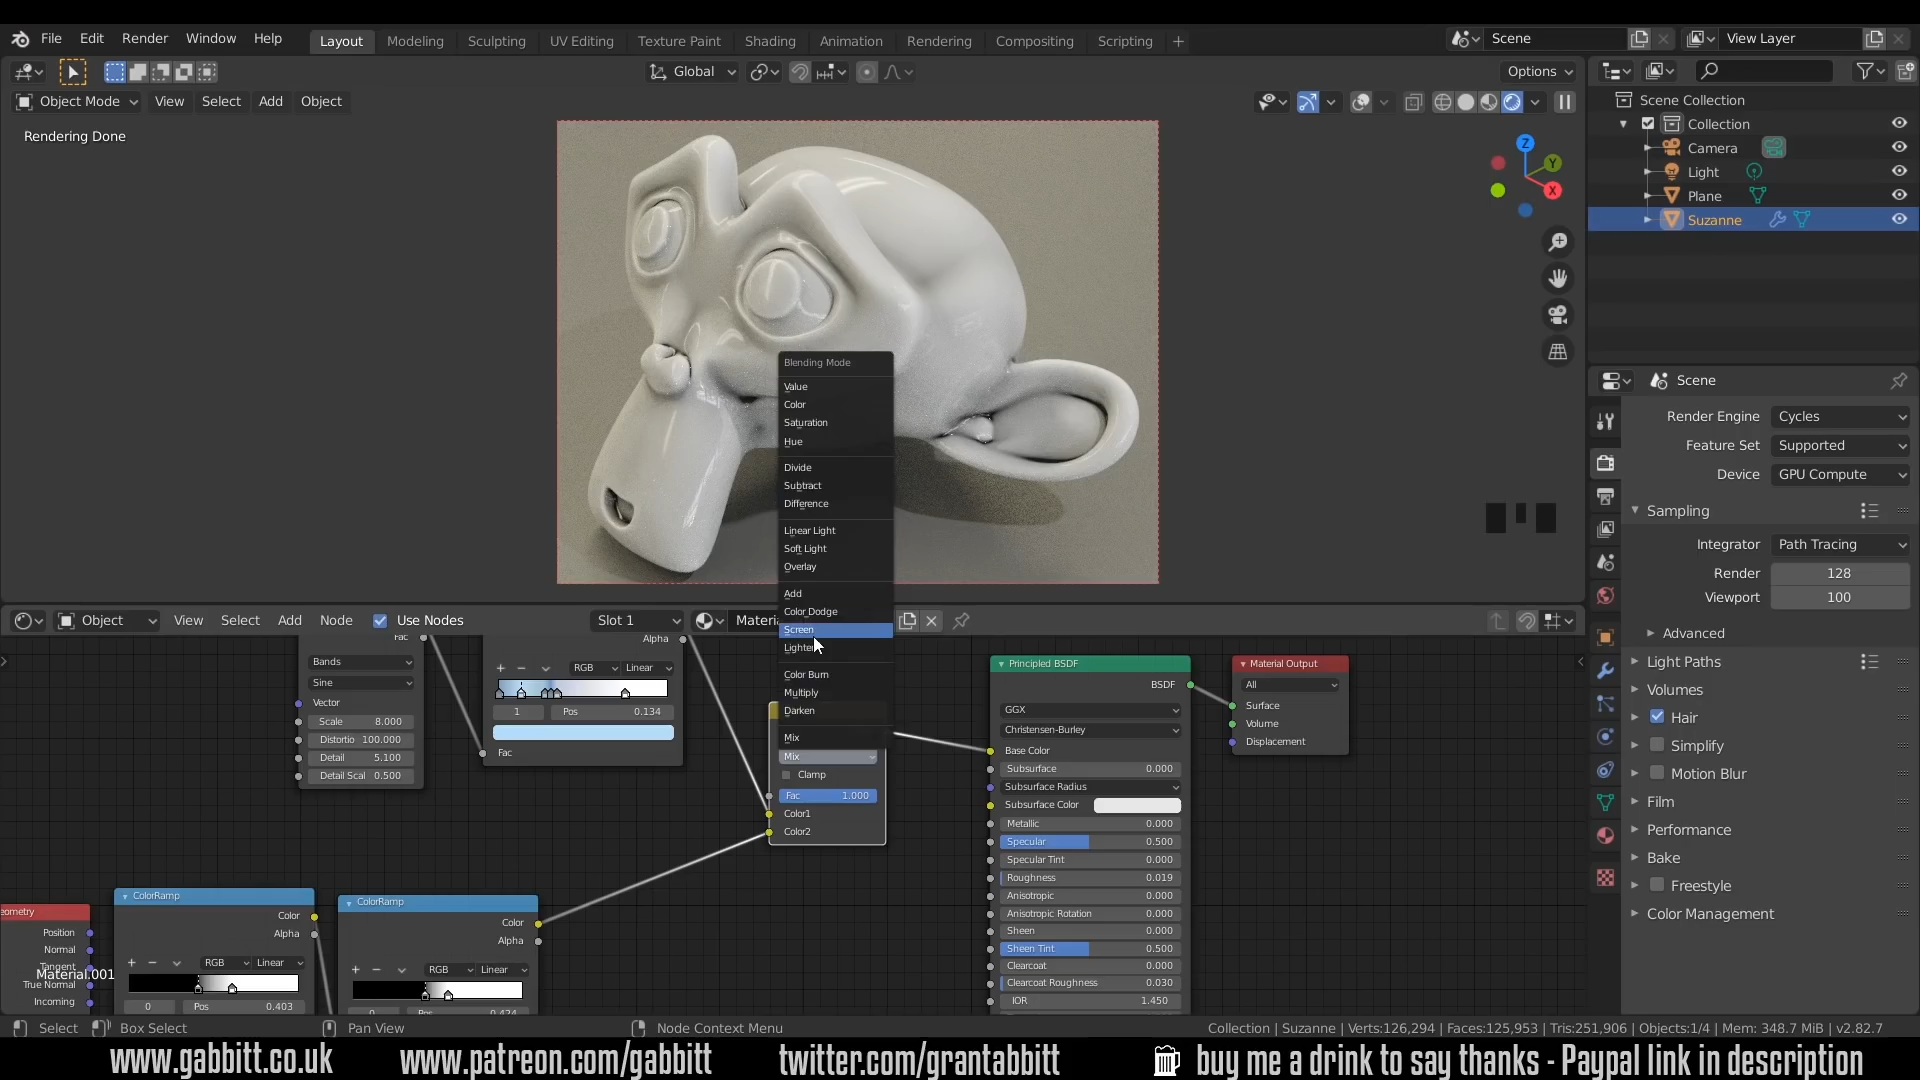 File Edit Render Window Help
Layout Modeling Sculpting UV Editing Texture Paint Shading Animation Rendering Compositing Scripting +
Scene
View Layer
Global
Options
Object Mode View Select Add Object
Rendering Done
Z
Y
X
Scene Collection
Collection
Camera
Light
Plane
Suzanne
Scene
Render Engine Cycles
Feature Set Supported
Device GPU Compute
Sampling
Integrator Path Tracing
Render 128
Viewport 100
Advanced
Light Paths
Volumes
Hair
Simplify
Motion Blur
Film
Performance
Bake
Freestyle
Color Management
Blending Mode
Value
Color
Saturation
Hue
Divide
Subtract
Difference
Linear Light
Soft Light
Overlay
Add
Color Dodge
Screen
Lighten
Color Burn
Multiply
Darken
Mix
Mix
Clamp
Fac 1.000
Color1
Color2
Object View Select Add Node Use Nodes Slot 1 Materia
Fac
Bands
Sine
Vector
Scale 8.000
Distortio 100.000
Detail 5.100
Detail Scal 0.500
Alpha
RGB Linear
1 Pos 0.134
Fac
Principled BSDF
BSDF
GGX
Christensen-Burley
Base Color
Subsurface 0.000
Subsurface Radius
Subsurface Color
Metallic 0.000
Specular 0.500
Specular Tint 0.000
Roughness 0.019
Anisotropic 0.000
Anisotropic Rotation 0.000
Sheen 0.000
Sheen Tint 0.500
Clearcoat 0.000
Clearcoat Roughness 0.030
IOR 1.450
Material Output
All
Surface
Volume
Displacement
eometry
Position
Normal
Tangent
True Normal
Incoming
Material.001
ColorRamp
Color
Alpha
RGB Linear
0 Pos 0.403
ColorRamp
Color
Alpha
RGB Linear
0 Pos 0.424
Select Box Select Pan View Node Context Menu
Collection | Suzanne | Verts:126,294 | Faces:125,953 | Tris:251,906 | Objects:1/4 | Mem: 348.7 MiB | v2.82.7
www.gabbitt.co.uk www.patreon.com/gabbitt twitter.com/grantabbitt buy me a drink to say thanks - Paypal link in description